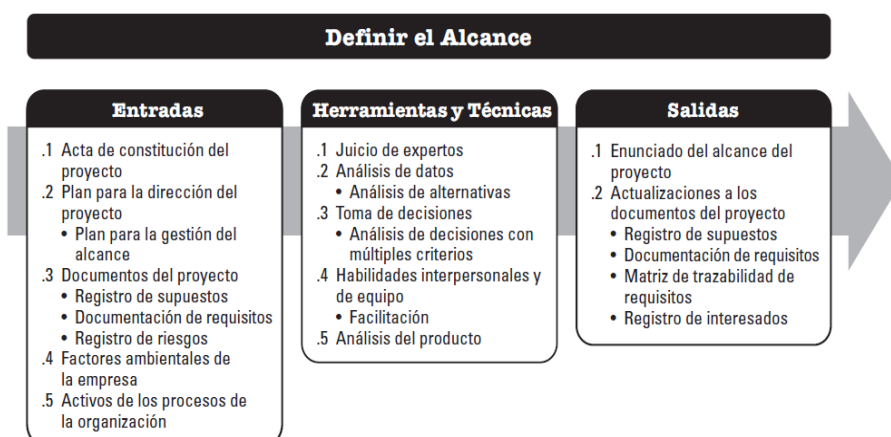 Definir el Alcance
Entradas
.1 Acta de constitución del
proyecto
.2 Plan para la dirección del
proyecto
• Plan para la gestión del
alcance
.3 Documentos del proyecto
• Registro de supuestos
• Documentación de requisitos
• Registro de riesgos
.4 Factores ambientales de
la empresa
.5 Activos de los procesos de
la organización
Herramientas y Técnicas
.1 Juicio de expertos
.2 Análisis de datos
• Análisis de alternativas
.3 Toma de decisiones
• Análisis de decisiones con
múltiples criterios
.4 Habilidades interpersonales y
de equipo
• Facilitación
.5 Análisis del producto
Salidas
.1 Enunciado del alcance del
proyecto
.2 Actualizaciones a los
documentos del proyecto
• Registro de supuestos
• Documentación de requisitos
• Matriz de trazabilidad de
requisitos
• Registro de interesados